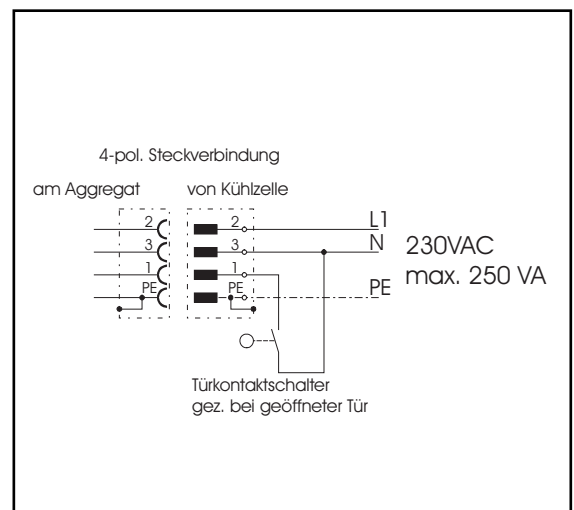 4-pol. Steckverbindung
am Aggregat von Kühlzelle
2 2 L1
3 3 N 230VAC
1 1 max. 250 VA
PE PE PE
Türkontaktschalter
gez. bei geöffneter Tür